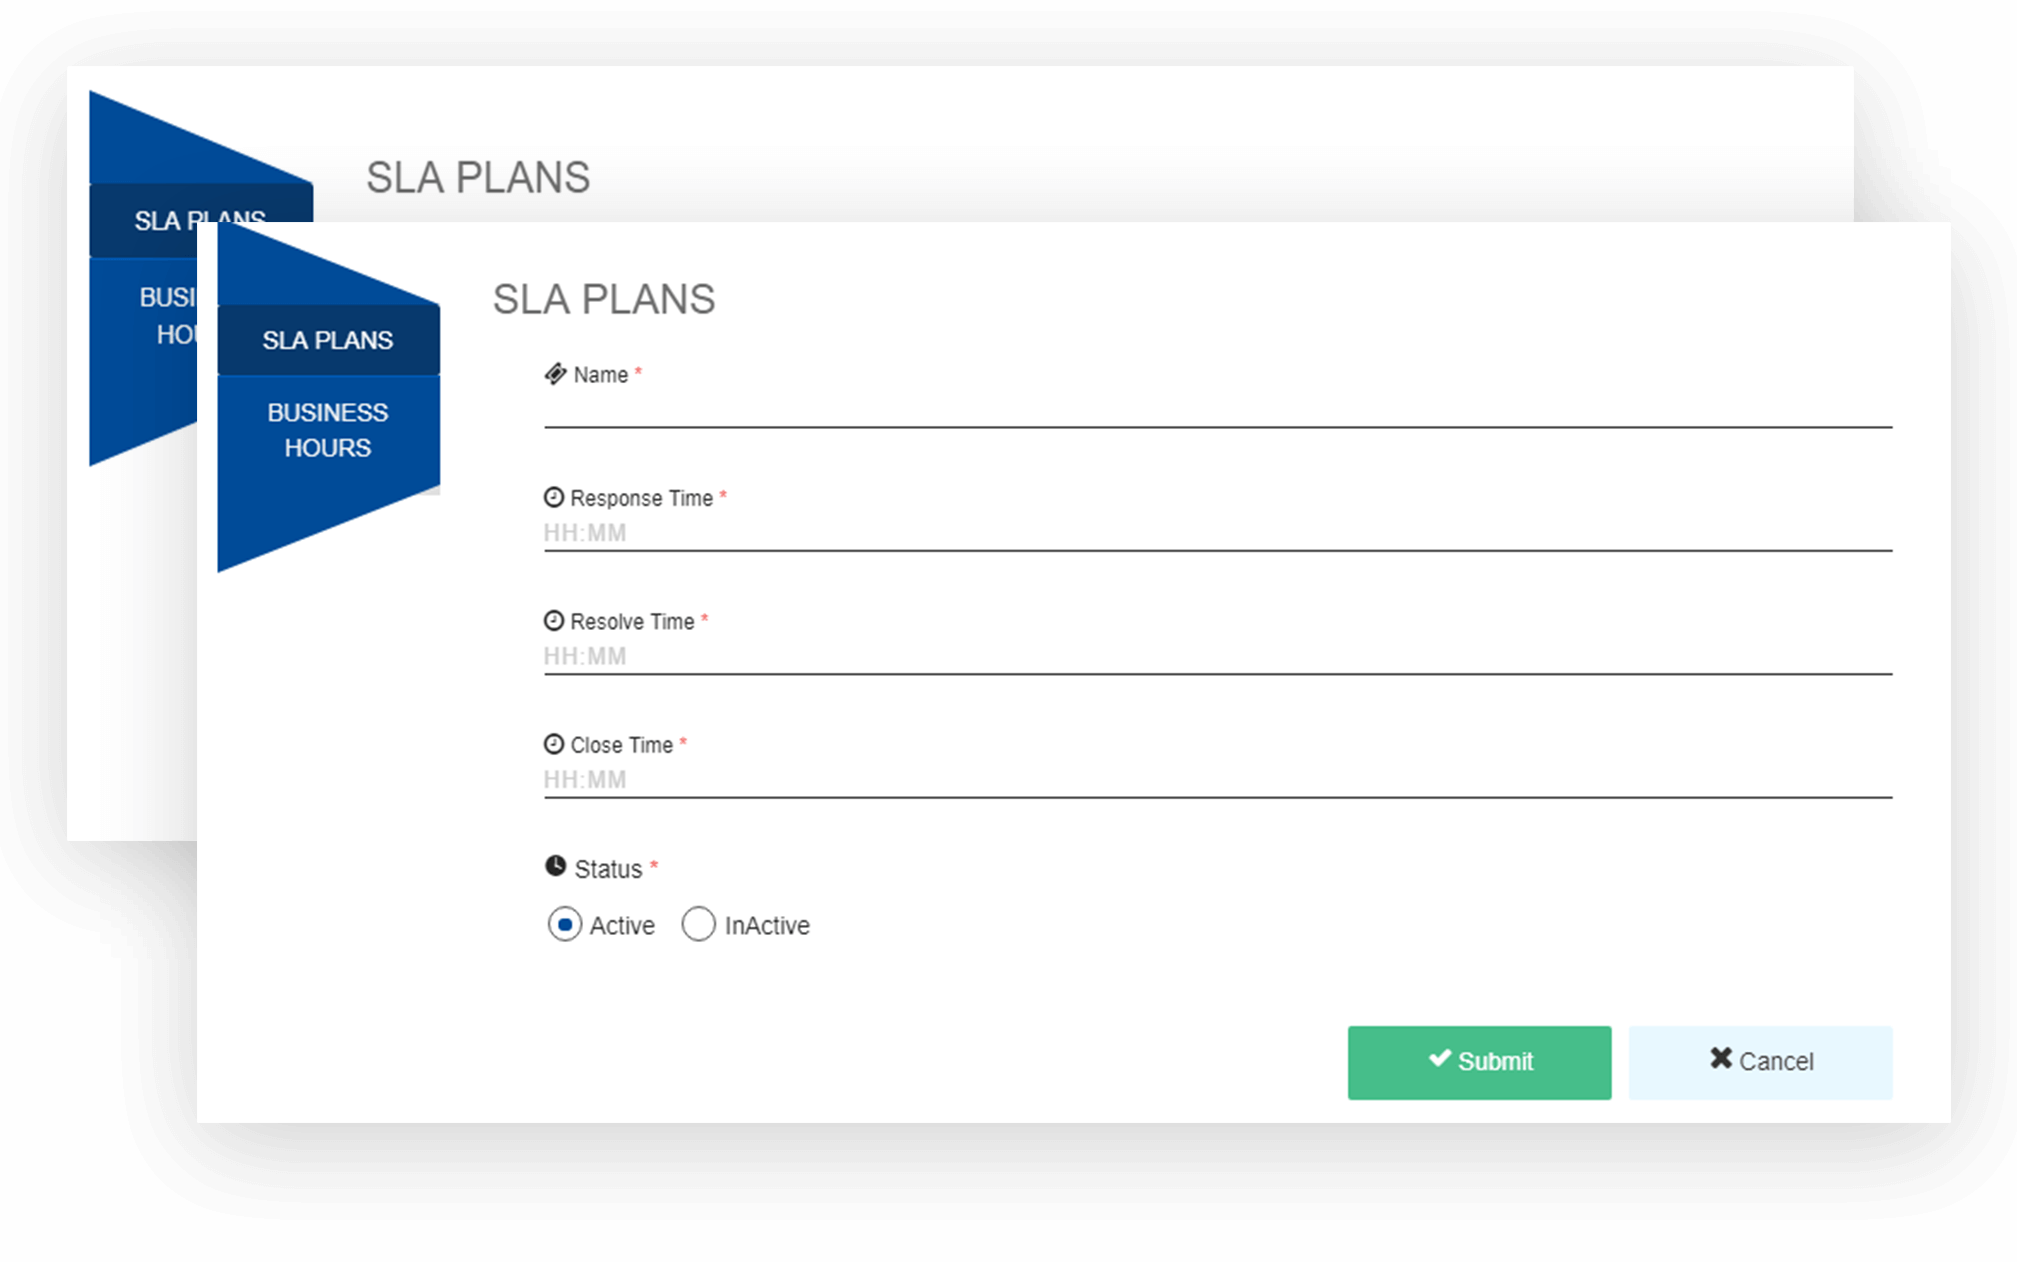 SLA PLANS
SLA PLANS
BUSI
HO
SLA PLANS
SLA PLANS
BUSINESS
HOURS
Name *
Response Time *
HH:MM
Resolve Time *
HH:MM
Close Time *
HH:MM
Status *
Active InActive
Submit Cancel